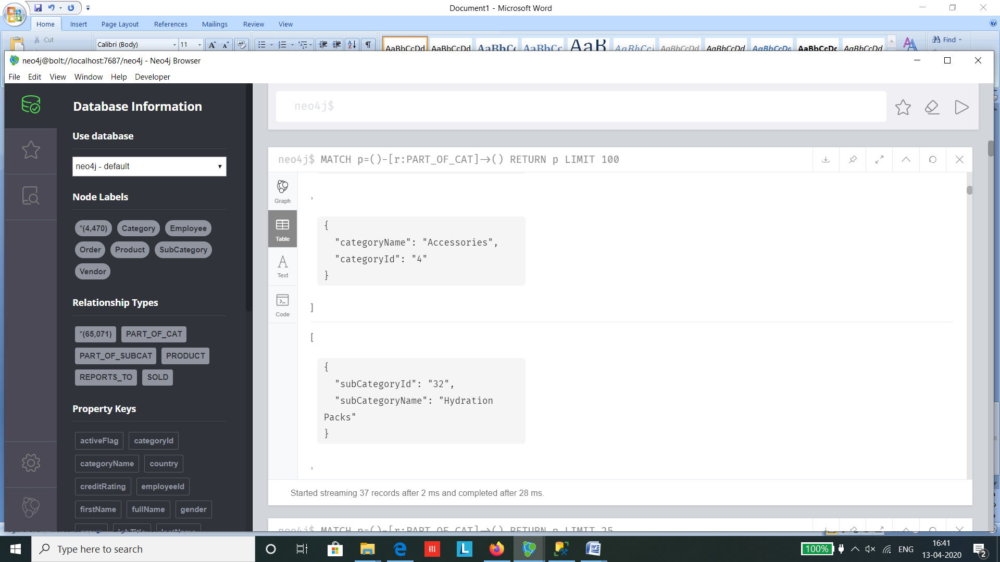 Document1 - Microsoft Word
Home Insert Page Layout References Mailings Review View
Cut
Calibri (Body) 11
AaBbCcDd AaBbCcDd AaBbCc AaBbCc AaB AaBbCc AaBbCcDd AaBbCcDd AaBbCcDc AaBbCcDc AaBbCcDd
Find
neo4j@bolt://localhost:7687/neo4j - Neo4j Browser
File Edit View Window Help Developer
Database Information
Use database
neo4j - default
Node Labels
*(4,470) Category Employee
Order Product SubCategory
Vendor
Relationship Types
*(65,071) PART_OF_CAT
PART_OF_SUBCAT PRODUCT
REPORTS_TO SOLD
Property Keys
activeFlag categoryId
categoryName country
creditRating employeeId
firstName fullName gender
group jobTitle lastName
neo4j$
neo4j$ MATCH p=()-[r:PART_OF_CAT]->() RETURN p LIMIT 100
Graph
Table
Text
Code
,
{
"categoryName": "Accessories",
"categoryId": "4"
}
]
[
{
"subCategoryId": "32",
"subCategoryName": "Hydration
Packs"
}
,
Started streaming 37 records after 2 ms and completed after 28 ms.
neo4j$ MATCH p=()-[r:PART_OF_CAT]->() RETURN p LIMIT 25
Type here to search
100%
ENG
16:41
13-04-2020
2